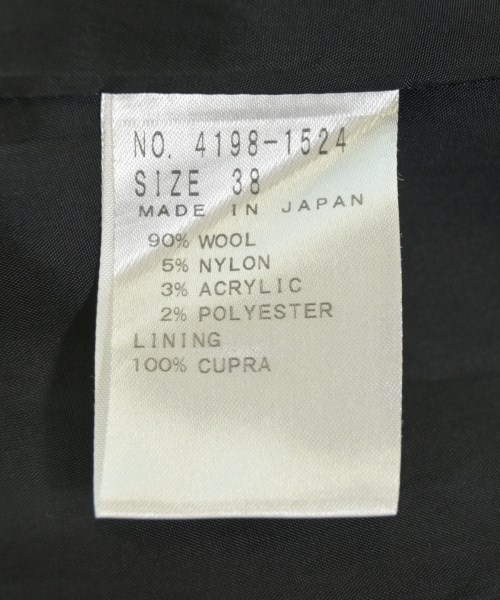 NO. 4198-1524
SIZE 38
MADE IN JAPAN
90% WOOL
5% NYLON
3% ACRYLIC
2% POLYESTER
LINING
100% CUPRA